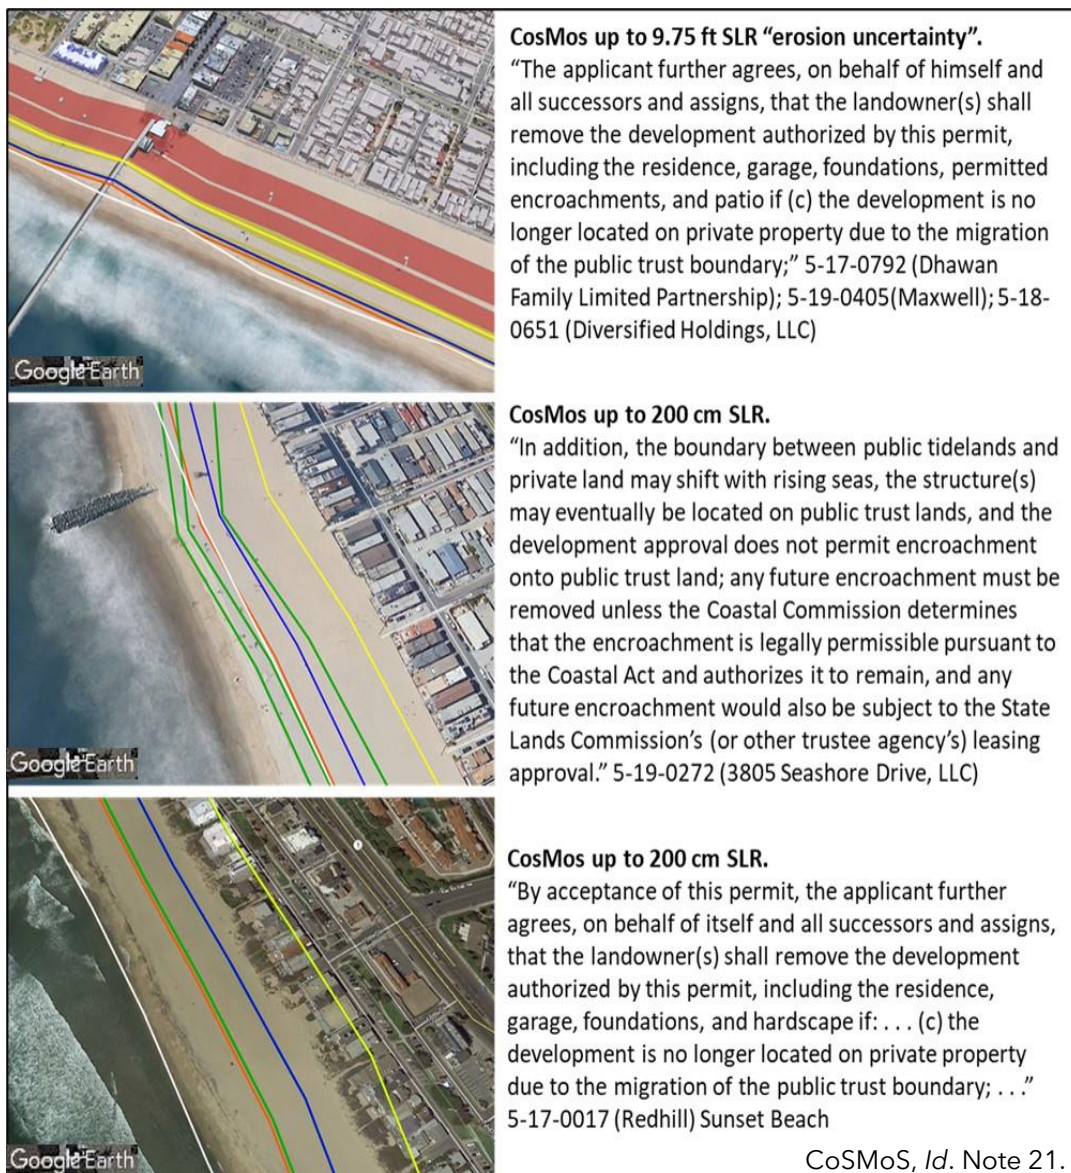 CosMos up to 9.75 ft SLR “erosion uncertainty”.
“The applicant further agrees, on behalf of himself and
all successors and assigns, that the landowner(s) shall
remove the development authorized by this permit,
including the residence, garage, foundations, permitted
encroachments, and patio if (c) the development is no
longer located on private property due to the migration
of the public trust boundary;” 5-17-0792 (Dhawan
Family Limited Partnership); 5-19-0405(Maxwell); 5-18-
0651 (Diversified Holdings, LLC)
Google Earth
CosMos up to 200 cm SLR.
“In addition, the boundary between public tidelands and
private land may shift with rising seas, the structure(s)
may eventually be located on public trust lands, and the
development approval does not permit encroachment
onto public trust land; any future encroachment must be
removed unless the Coastal Commission determines
that the encroachment is legally permissible pursuant to
the Coastal Act and authorizes it to remain, and any
future encroachment would also be subject to the State
Lands Commission’s (or other trustee agency’s) leasing
approval.” 5-19-0272 (3805 Seashore Drive, LLC)
Google Earth
CosMos up to 200 cm SLR.
“By acceptance of this permit, the applicant further
agrees, on behalf of itself and all successors and assigns,
that the landowner(s) shall remove the development
authorized by this permit, including the residence,
garage, foundations, and hardscape if: . . . (c) the
development is no longer located on private property
due to the migration of the public trust boundary; . . .”
5-17-0017 (Redhill) Sunset Beach
Google Earth
CoSMoS, Id. Note 21.